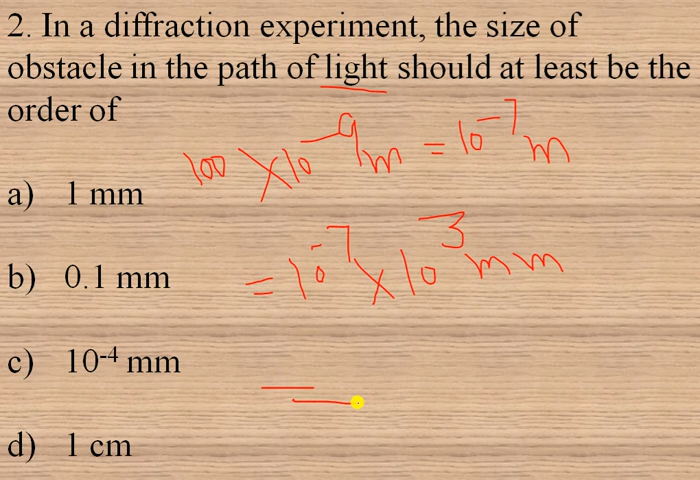 2. In a diffraction experiment, the size of
obstacle in the path of light should at least be the
order of
100 × 10⁻⁹ m = 10⁻⁷ m
a) 1 mm
= 10⁻⁷ × 10³ mm
b) 0.1 mm
c) 10⁻⁴ mm
=
d) 1 cm